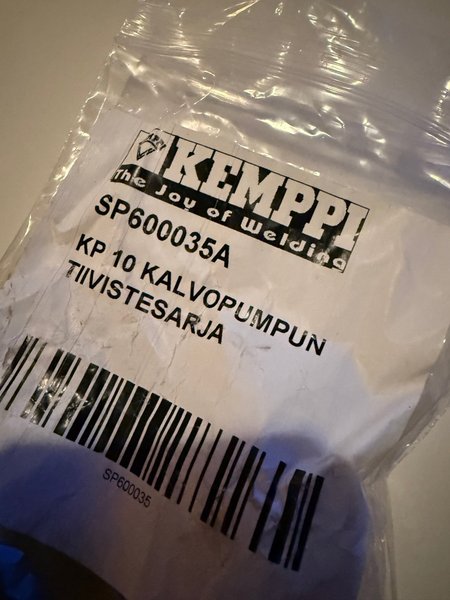 KEMPPI
The Joy of Welding
SP600035A
KP 10 KALVOPUMPUN
TIIVISTESARJA
SP600035